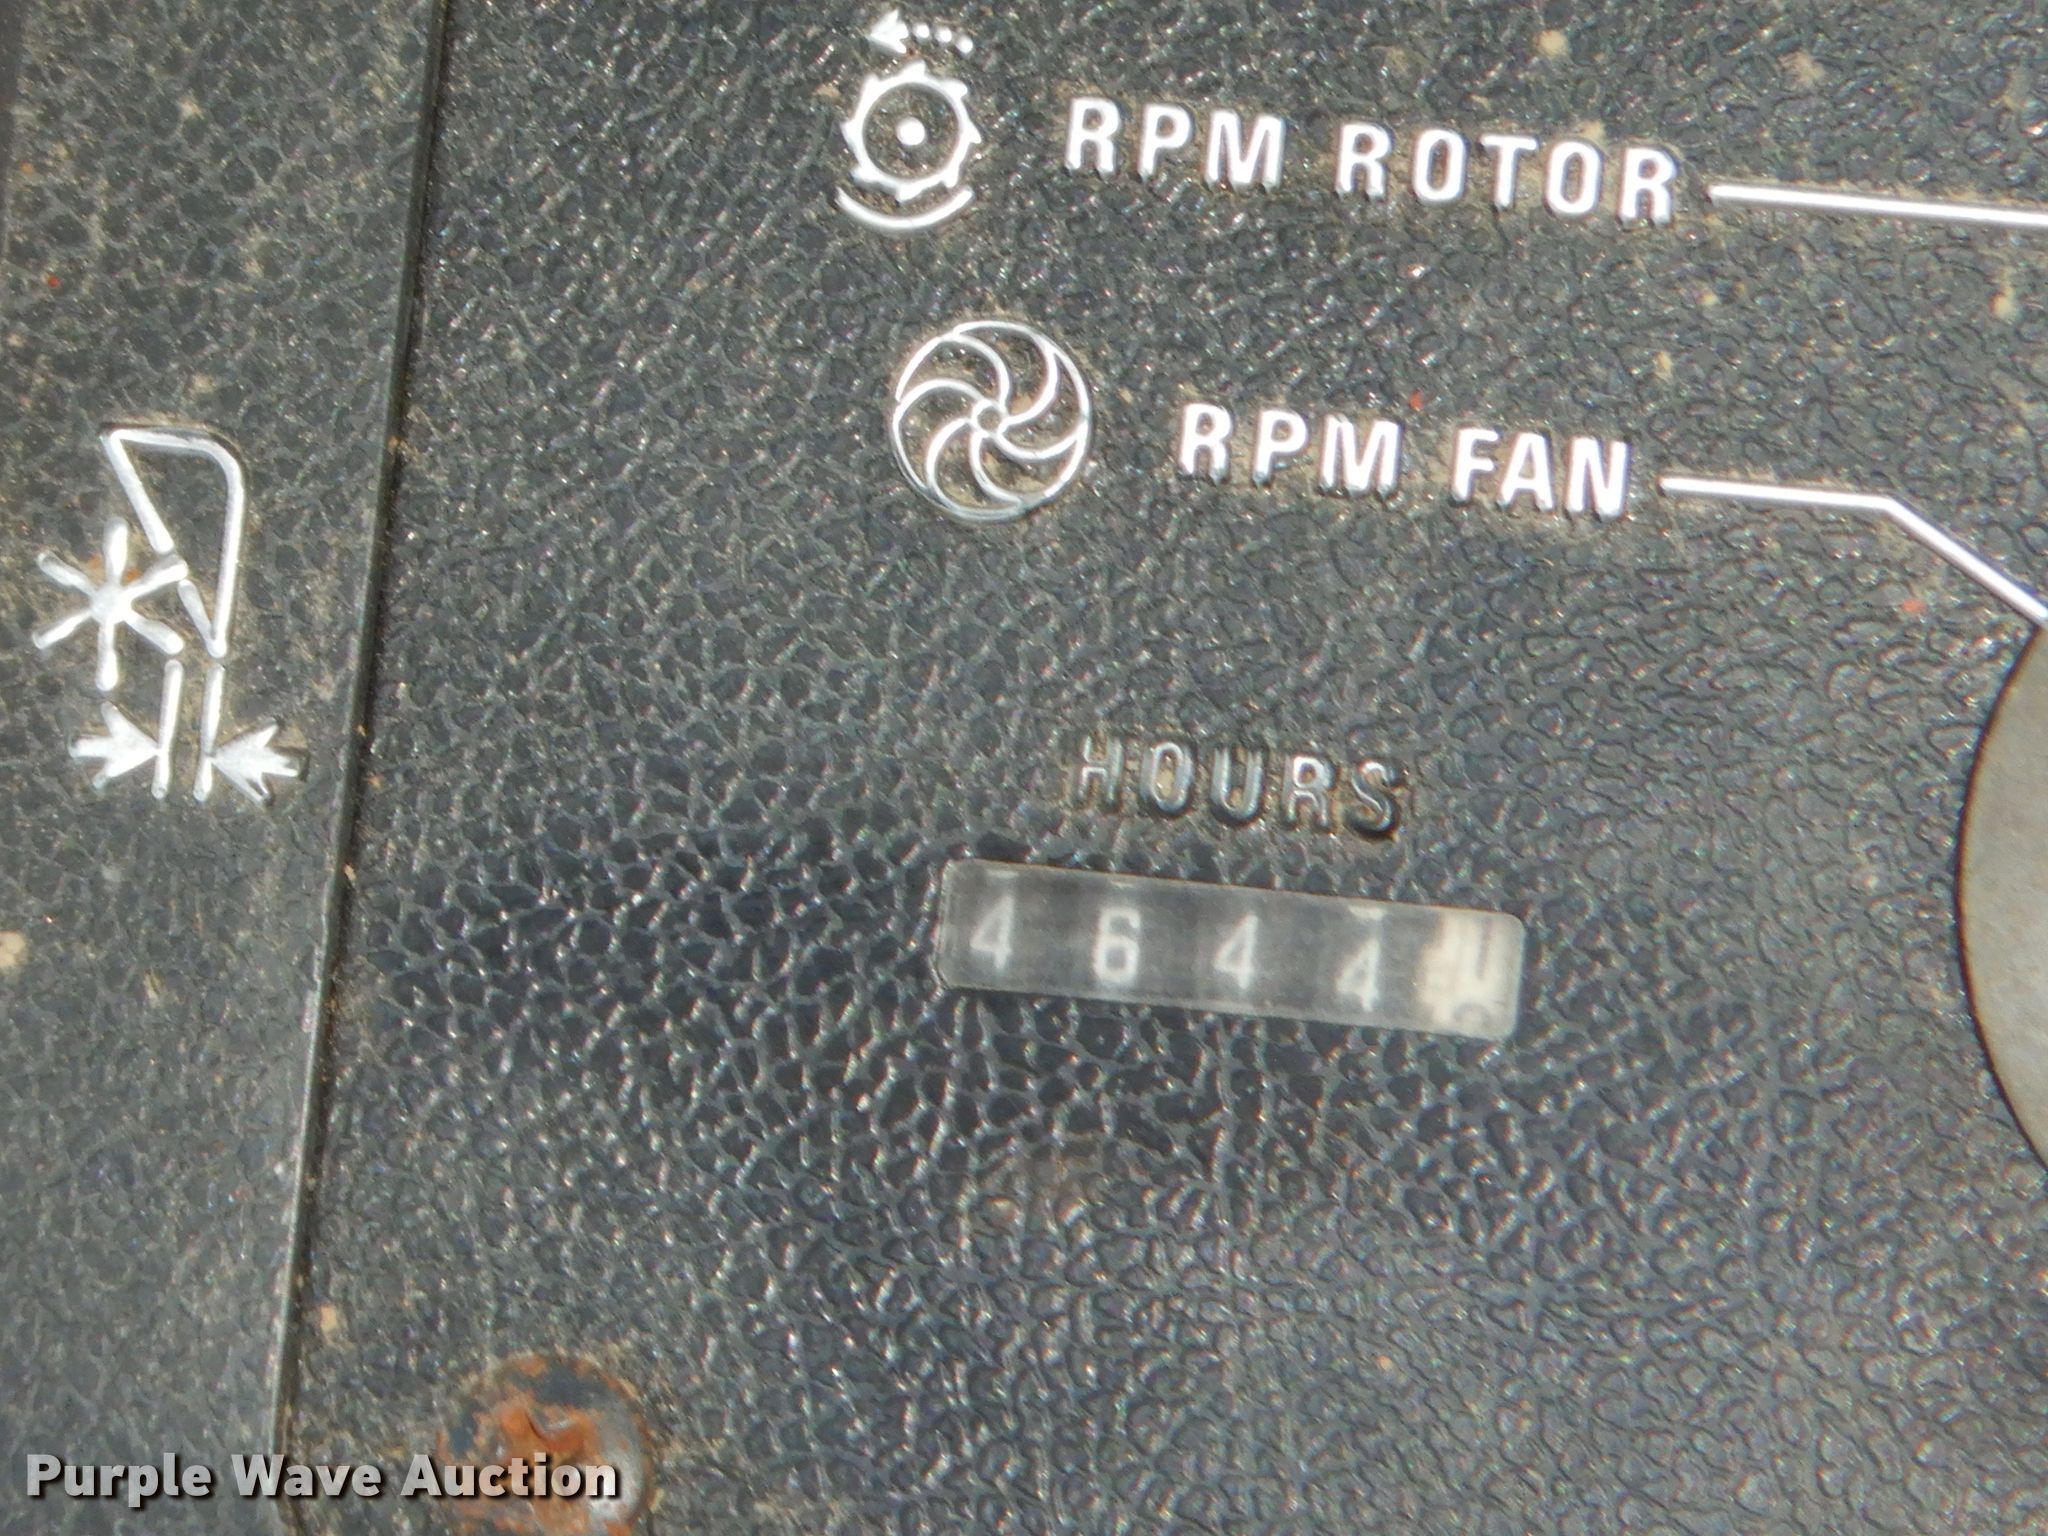 RPM ROTOR
RPM FAN
HOURS
4 6 4 4
Purple Wave Auction